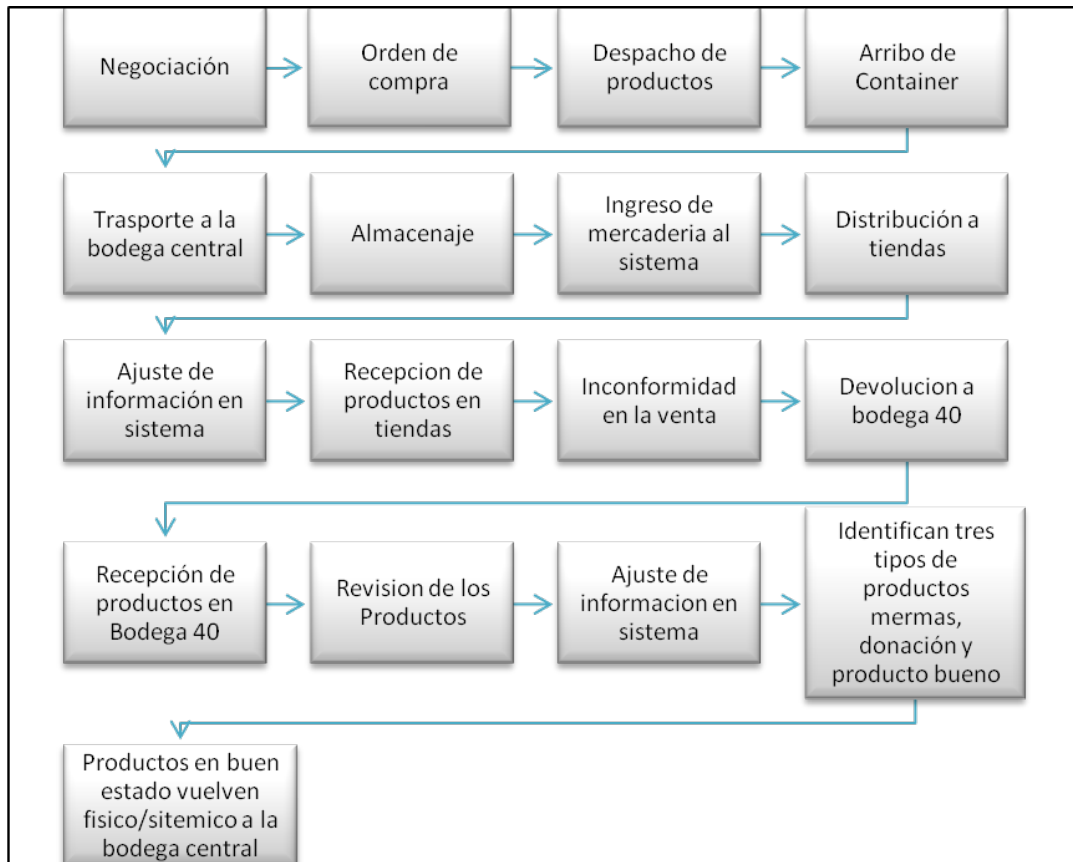 Negociación
Orden de
compra
Despacho de
productos
Arribo de
Container
Trasporte a la
bodega central
Almacenaje
Ingreso de
mercaderia al
sistema
Distribución a
tiendas
Ajuste de
información en
sistema
Recepcion de
productos en
tiendas
Inconformidad
en la venta
Devolucion a
bodega 40
Recepción de
productos en
Bodega 40
Revision de los
Productos
Ajuste de
informacion en
sistema
Identifican tres
tipos de
productos
mermas,
donación y
producto bueno
Productos en buen
estado vuelven
fisico/sitemico a la
bodega central